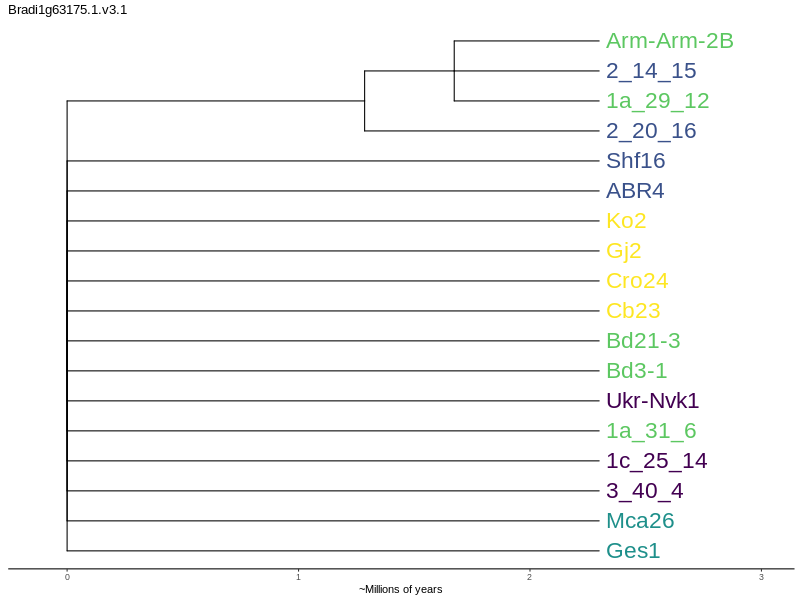 Bradi1g63175.1.v3.1
Arm-Arm-2B
2_14_15
1a_29_12
2_20_16
Shf16
ABR4
Ko2
Gj2
Cro24
Cb23
Bd21-3
Bd3-1
Ukr-Nvk1
1a_31_6
1c_25_14
3_40_4
Mca26
Ges1
0 1 2 3
~Millions of years